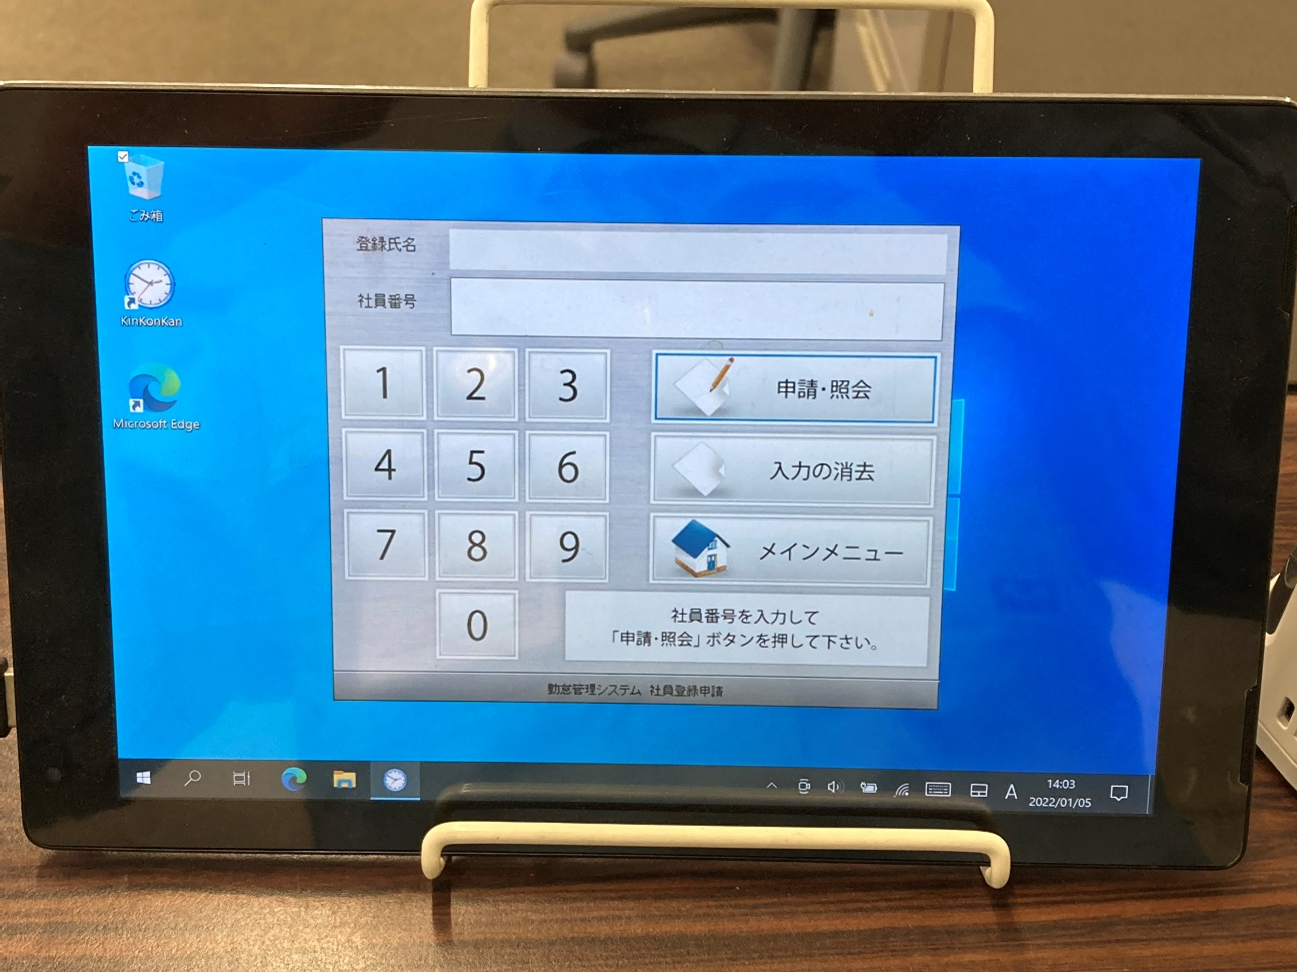 ごみ箱
KinKonKan
Microsoft Edge
登録氏名
社員番号
1 2 3
申請・照会
4 5 6
入力の消去
7 8 9
メインメニュー
0
社員番号を入力して
「申請・照会」ボタンを押して下さい。
勤怠管理システム 社員登録申請
A
14:03
2022/01/05